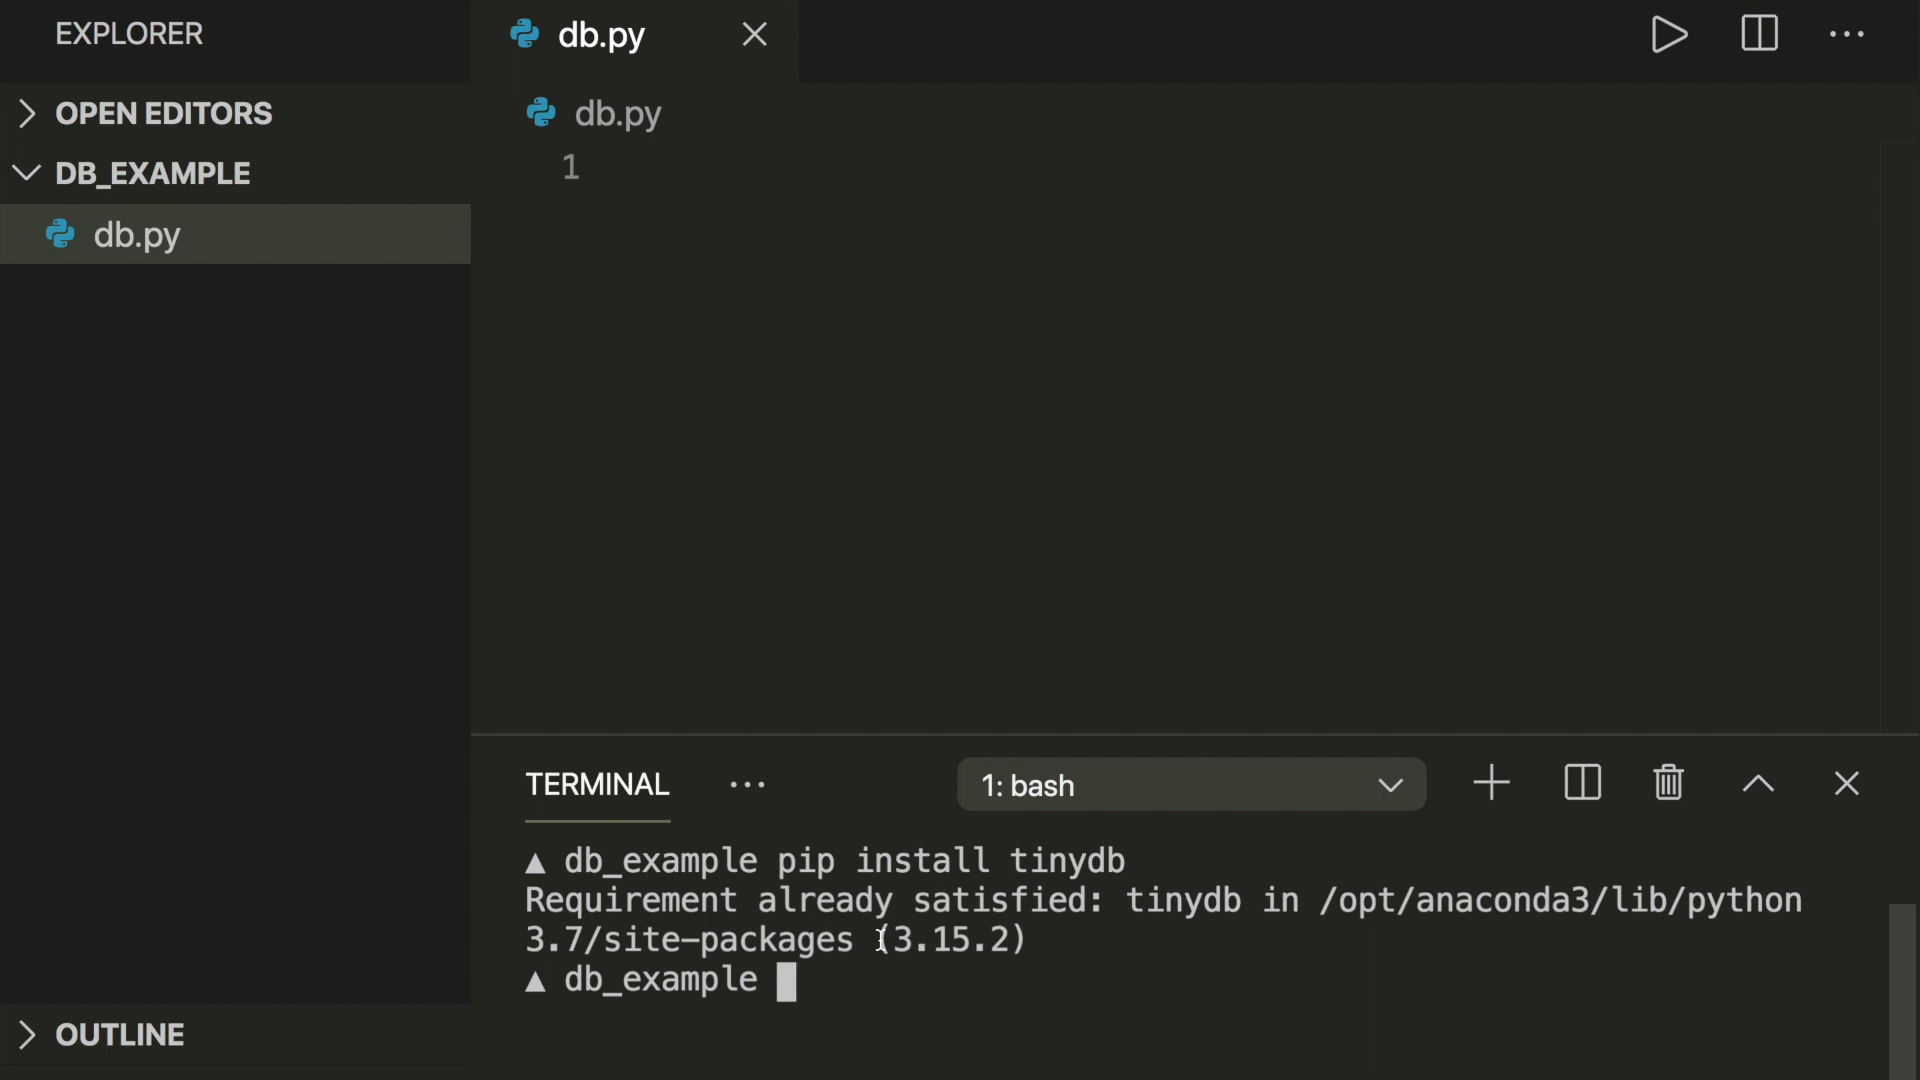 EXPLORER
db.py
OPEN EDITORS
db.py
DB_EXAMPLE
1
db.py
TERMINAL
1: bash
▲ db_example pip install tinydb
Requirement already satisfied: tinydb in /opt/anaconda3/lib/python
3.7/site-packages (3.15.2)
▲ db_example
OUTLINE